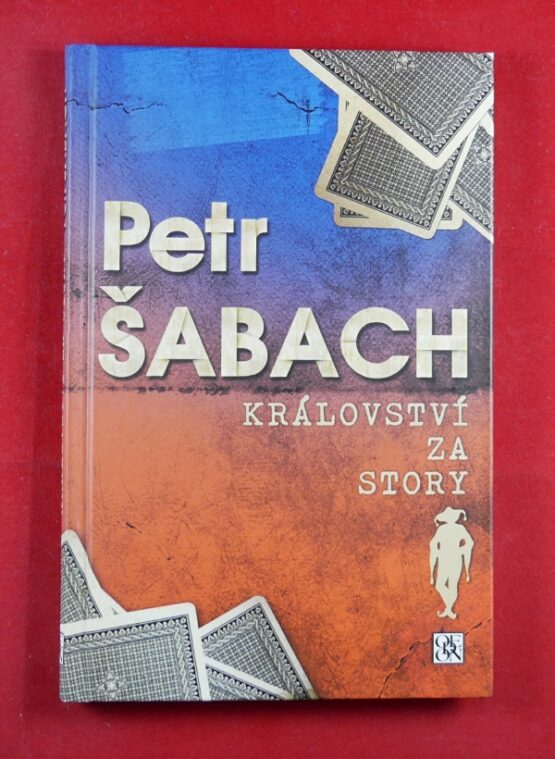 Petr
ŠABACH
KRÁLOVSTVÍ
ZA
STORY